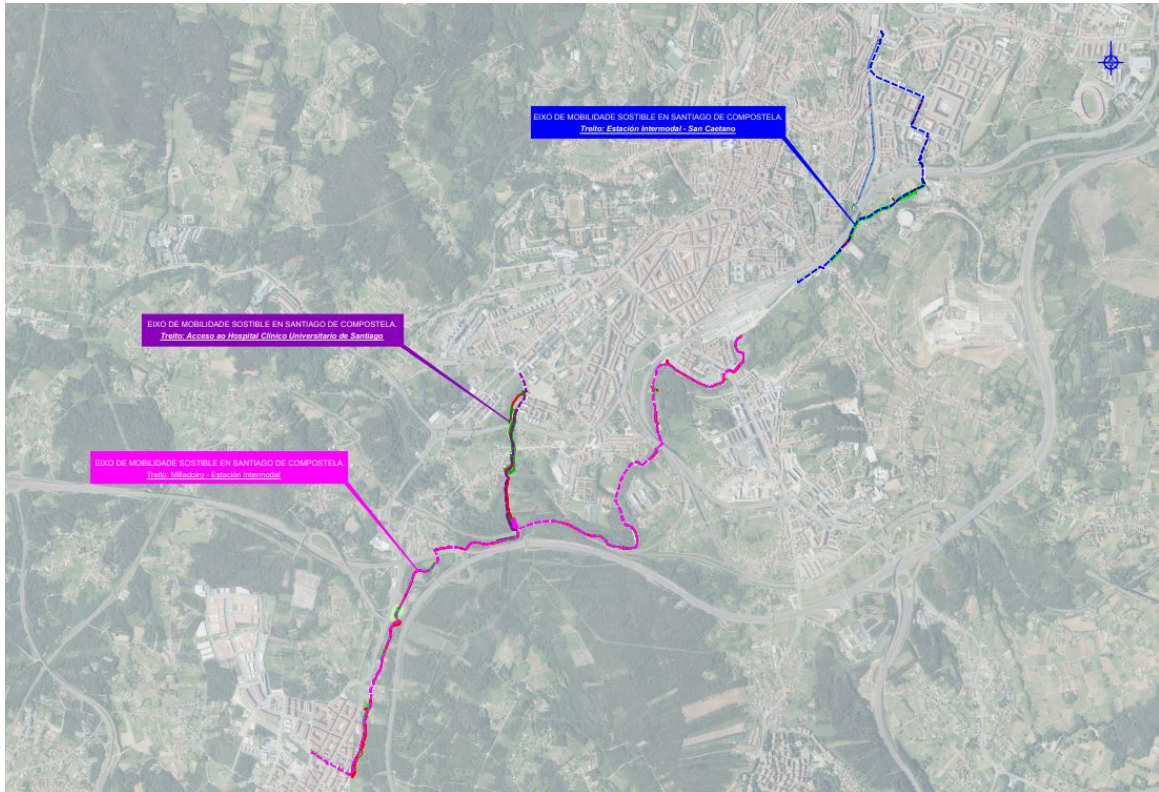 EIXO DE MOBILIDADE SOSTIBLE EN SANTIAGO DE COMPOSTELA.
Treito: Estación Intermodal - San Caetano
EIXO DE MOBILIDADE SOSTIBLE EN SANTIAGO DE COMPOSTELA.
Treito: Acceso ao Hospital Clínico Universitario de Santiago
EIXO DE MOBILIDADE SOSTIBLE EN SANTIAGO DE COMPOSTELA.
Treito: Milladoiro - Estación Intermodal